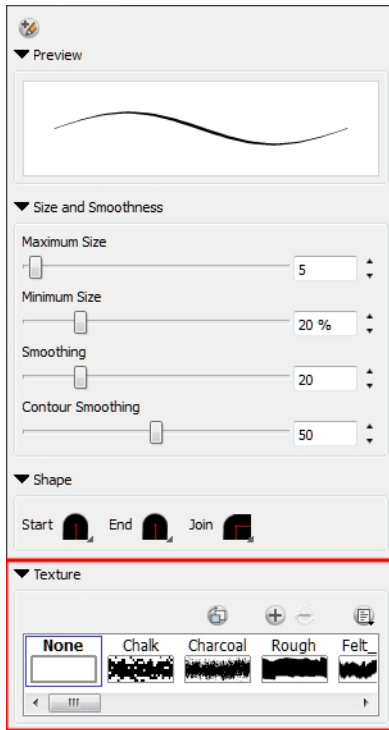 Preview
Size and Smoothness
Maximum Size
5
Minimum Size
20 %
Smoothing
20
Contour Smoothing
50
Shape
Start End Join
Texture
None Chalk Charcoal Rough Felt_